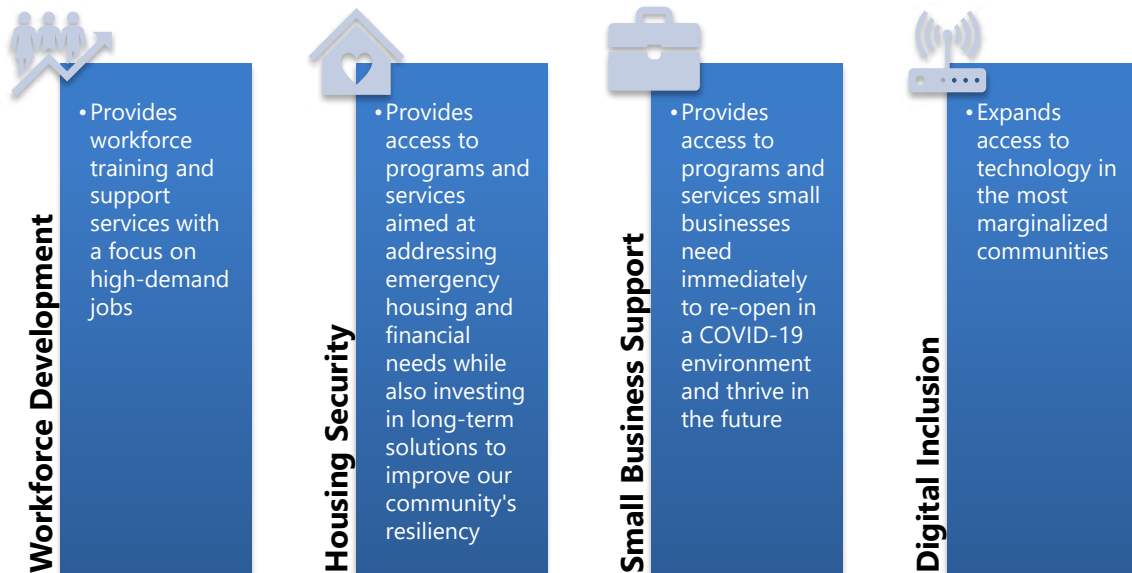 Workforce Development
•Provides
workforce
training and
support
services with
a focus on
high-demand
jobs
Housing Security
•Provides
access to
programs and
services
aimed at
addressing
emergency
housing and
financial
needs while
also investing
in long-term
solutions to
improve our
community's
resiliency
Small Business Support
•Provides
access to
programs and
services small
businesses
need
immediately
to re-open in
a COVID-19
environment
and thrive in
the future
Digital Inclusion
•Expands
access to
technology in
the most
marginalized
communities